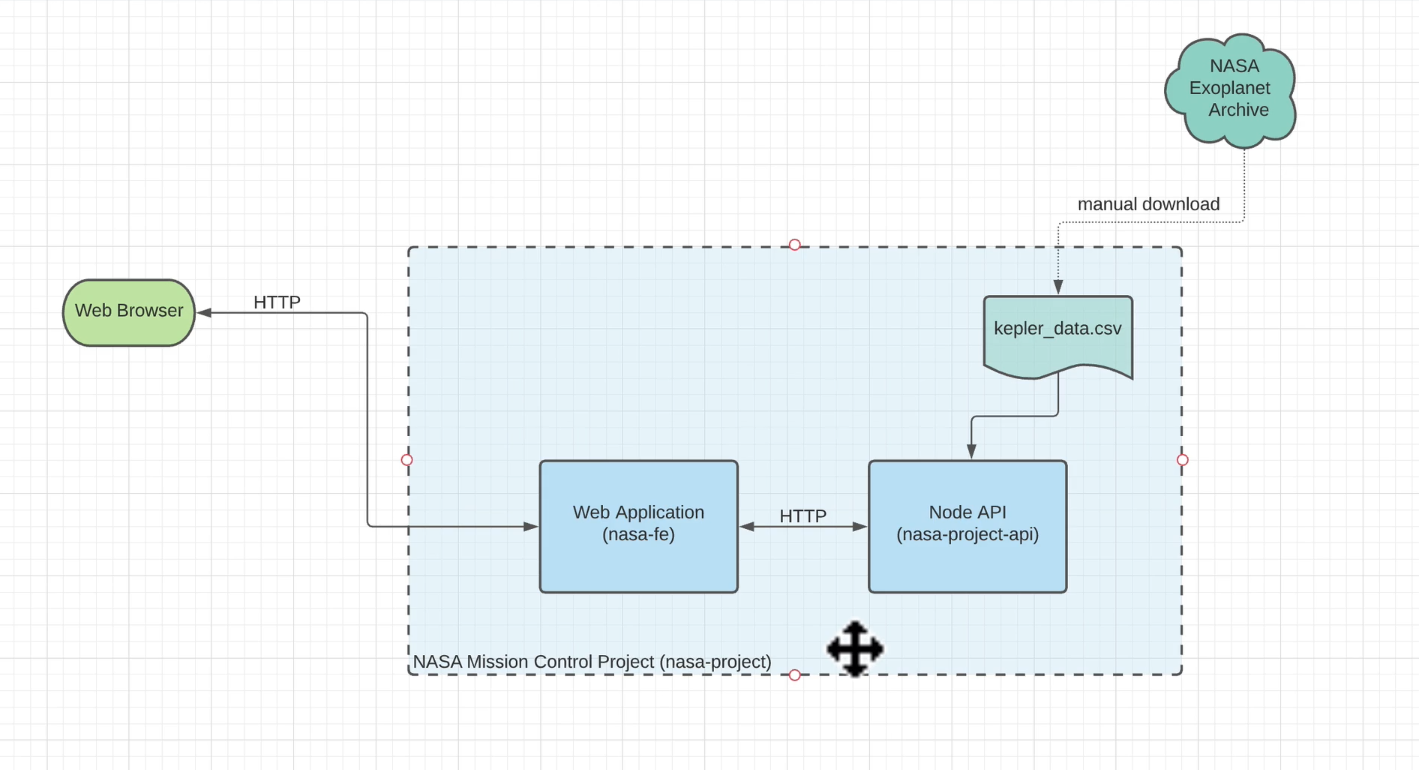 NASA
Exoplanet
Archive
manual download
Web Browser
HTTP
kepler_data.csv
Web Application
(nasa-fe)
HTTP
Node API
(nasa-project-api)
NASA Mission Control Project (nasa-project)